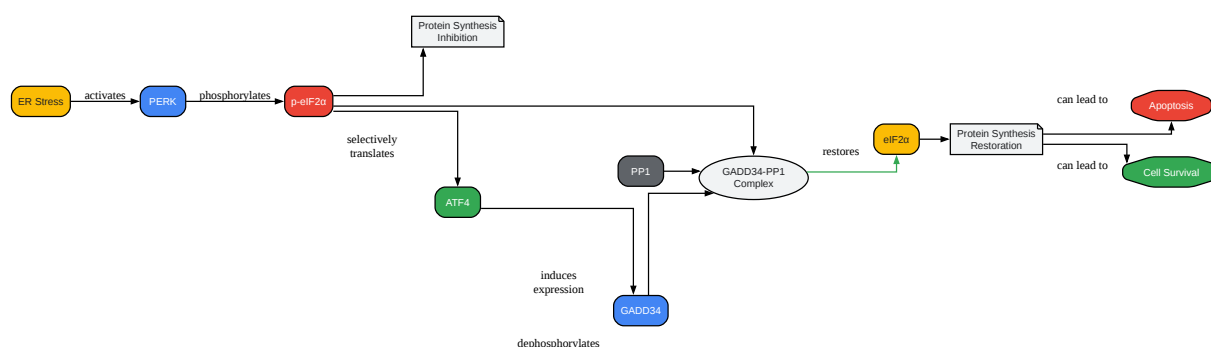 Protein Synthesis
Inhibition
ER Stress
activates
PERK
phosphorylates
p-eIF2α
selectively
translates
ATF4
induces
expression
GADD34
dephosphorylates
PP1
GADD34-PP1
Complex
restores
eIF2α
Protein Synthesis
Restoration
can lead to
Apoptosis
can lead to
Cell Survival